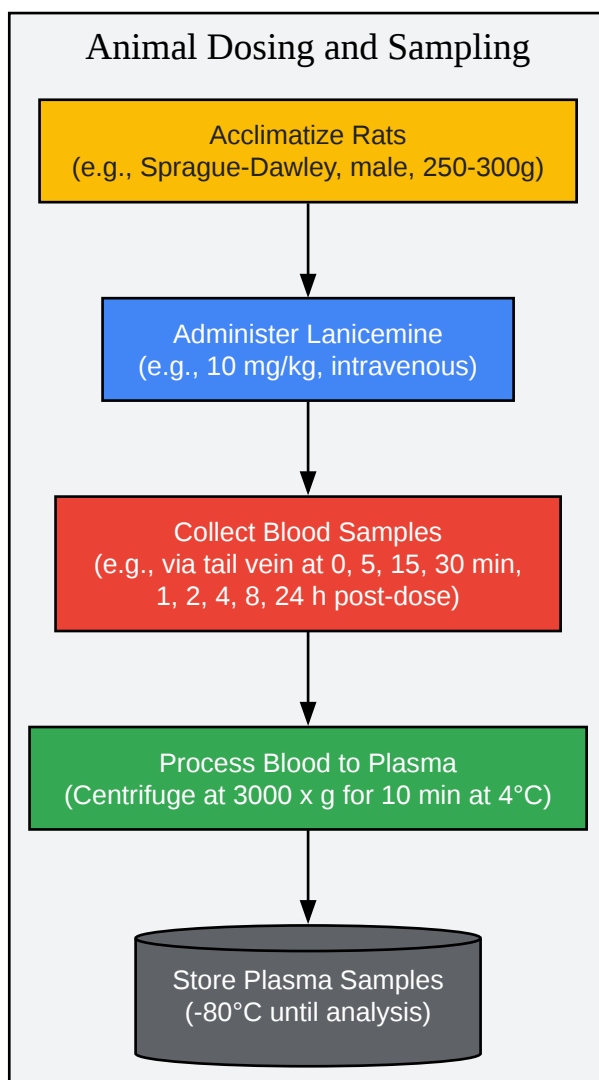 Animal Dosing and Sampling
Acclimatize Rats
(e.g., Sprague-Dawley, male, 250-300g)
Administer Lanicemine
(e.g., 10 mg/kg, intravenous)
Collect Blood Samples
(e.g., via tail vein at 0, 5, 15, 30 min,
1, 2, 4, 8, 24 h post-dose)
Process Blood to Plasma
(Centrifuge at 3000 x g for 10 min at 4°C)
Store Plasma Samples
(-80°C until analysis)